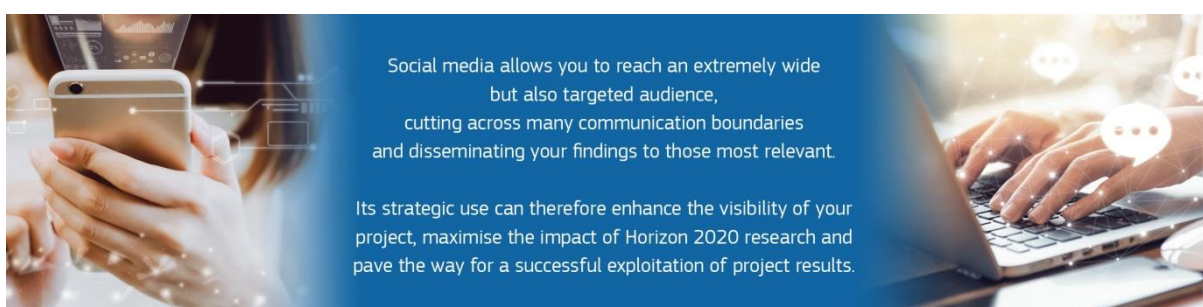 Social media allows you to reach an extremely wide
but also targeted audience,
cutting across many communication boundaries
and disseminating your findings to those most relevant.
Its strategic use can therefore enhance the visibility of your
project, maximise the impact of Horizon 2020 research and
pave the way for a successful exploitation of project results.